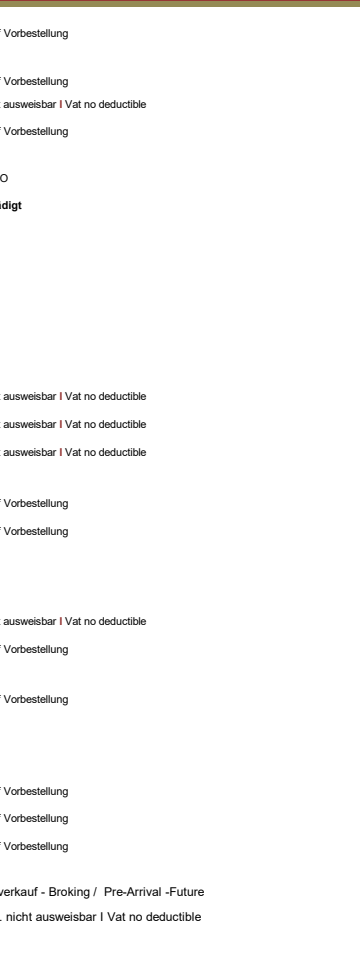 f Vorbestellung
f Vorbestellung
t ausweisbar I Vat no deductible
f Vorbestellung
O
digt
t ausweisbar I Vat no deductible
t ausweisbar I Vat no deductible
t ausweisbar I Vat no deductible
f Vorbestellung
f Vorbestellung
t ausweisbar I Vat no deductible
f Vorbestellung
f Vorbestellung
f Vorbestellung
f Vorbestellung
f Vorbestellung
verkauf - Broking / Pre-Arrival -Future
. nicht ausweisbar I Vat no deductible